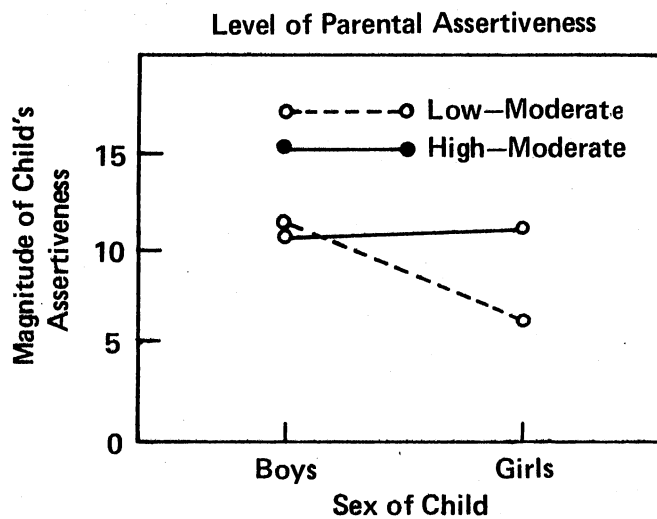 Level of Parental Assertiveness
Low—Moderate
High—Moderate
Magnitude of Child's
Assertiveness
15
10
5
0
Boys
Girls
Sex of Child